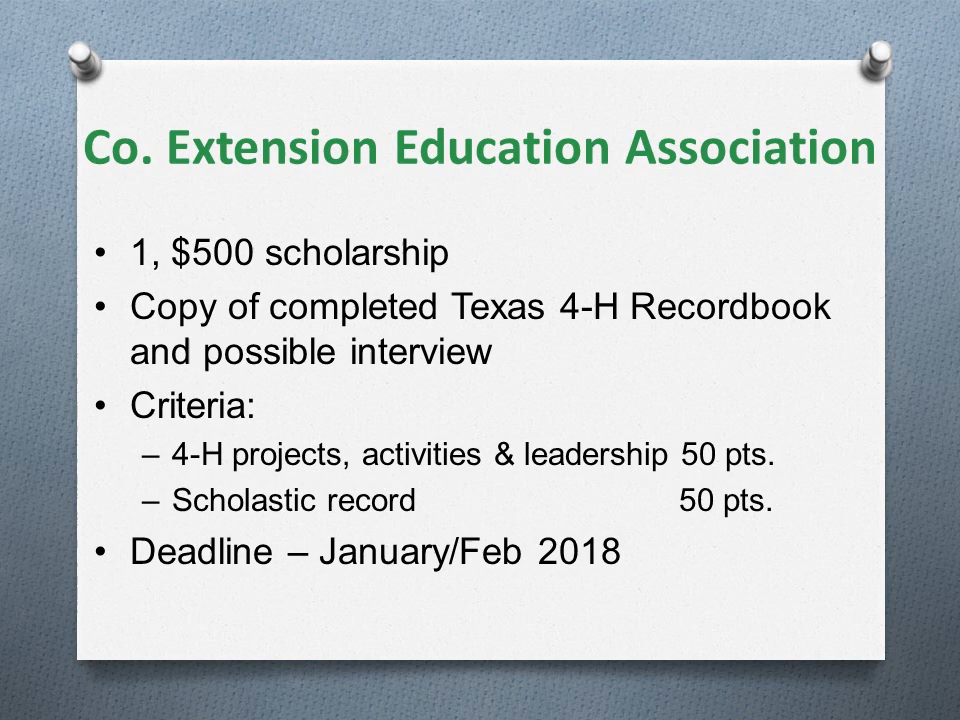 Co. Extension Education Association
• 1, $500 scholarship
• Copy of completed Texas 4-H Recordbook
and possible interview
• Criteria:
– 4-H projects, activities & leadership 50 pts.
– Scholastic record 50 pts.
• Deadline – January/Feb 2018